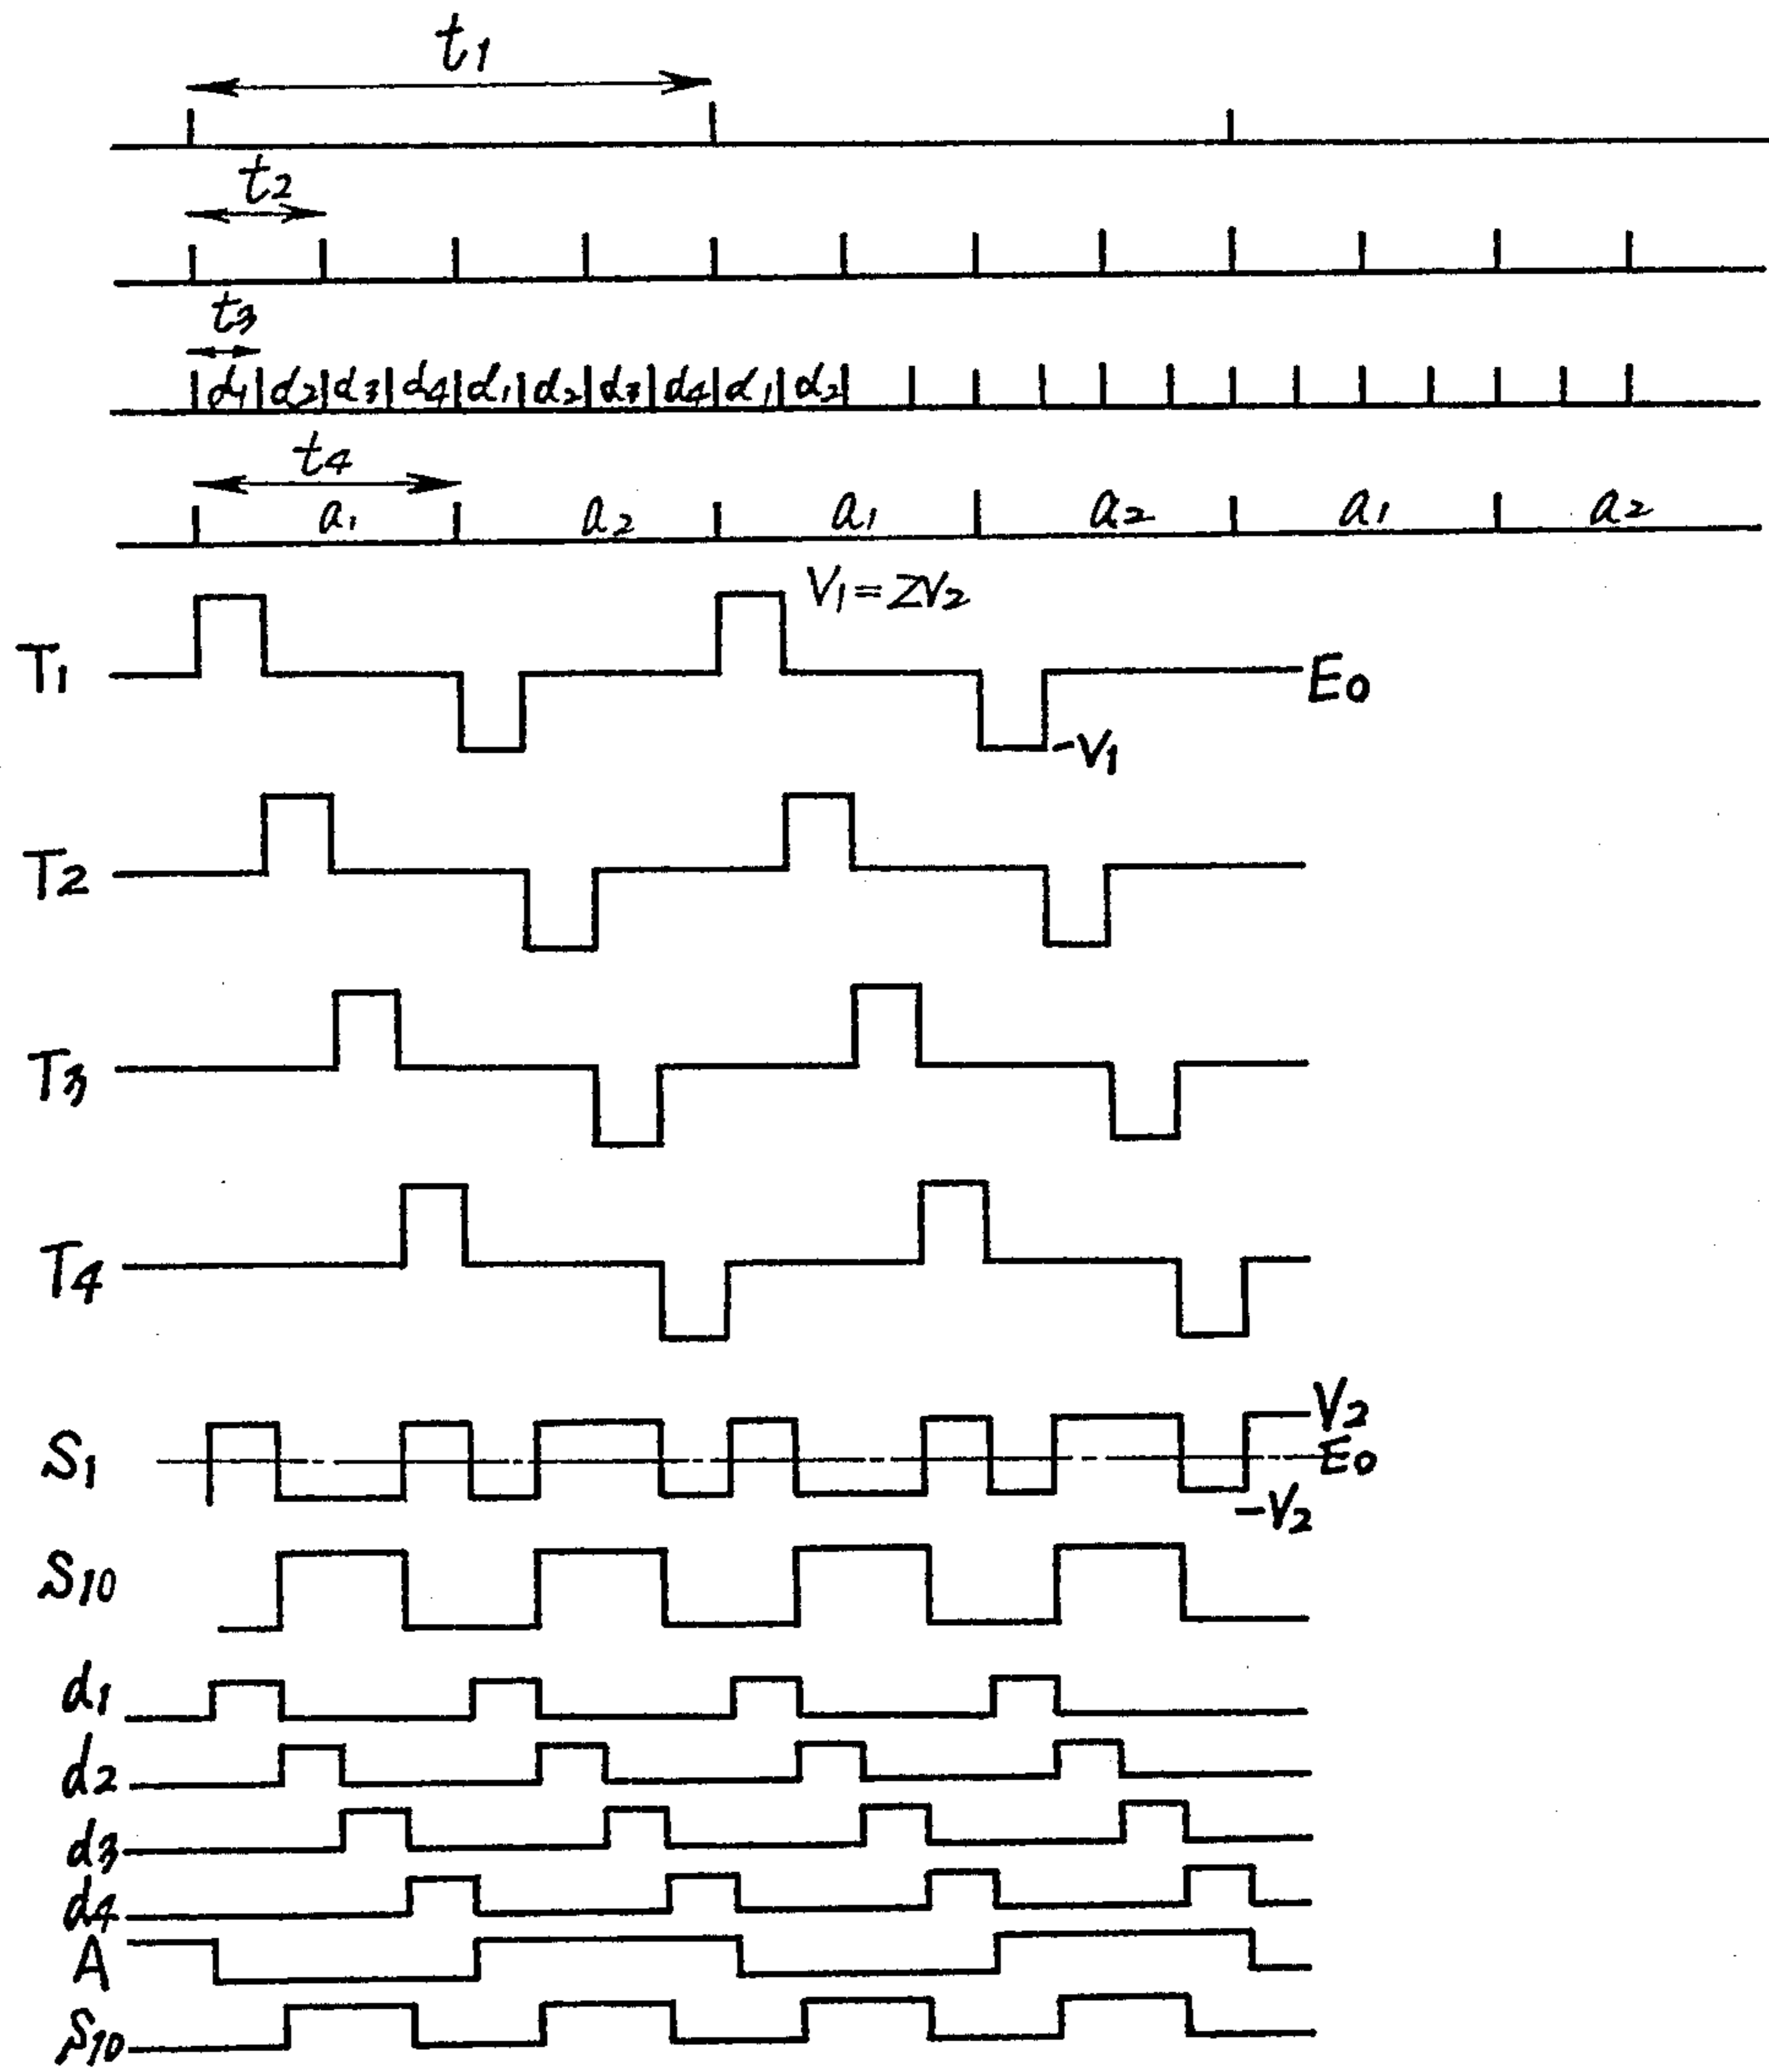 t1
t2
t3
d1 d2 d3 d4 d1 d2 d3 d4 d1 d2
t4
a1 a2 a1 a2 a1 a2
V1=2V2
T1 E0
-V1
T2
T3
T4
V2
S1 E0
-V2
S10
d1
d2
d3
d4
A
S10